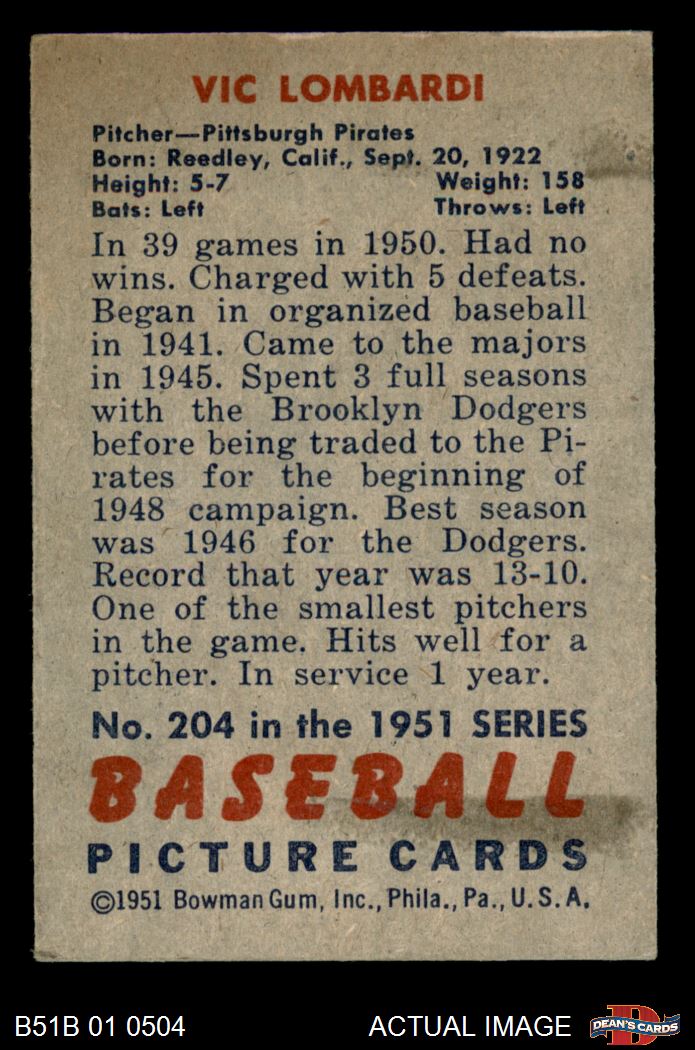 VIC LOMBARDI
Pitcher—Pittsburgh Pirates
Born: Reedley, Calif., Sept. 20, 1922
Height: 5-7 Weight: 158
Bats: Left Throws: Left
In 39 games in 1950. Had no
wins. Charged with 5 defeats.
Began in organized baseball
in 1941. Came to the majors
in 1945. Spent 3 full seasons
with the Brooklyn Dodgers
before being traded to the Pi-
rates for the beginning of
1948 campaign. Best season
was 1946 for the Dodgers.
Record that year was 13-10.
One of the smallest pitchers
in the game. Hits well for a
pitcher. In service 1 year.
No. 204 in the 1951 SERIES
BASEBALL
PICTURE CARDS
©1951 Bowman Gum, Inc., Phila., Pa., U.S.A.
B51B 01 0504 ACTUAL IMAGE
D
DEAN'S CARDS